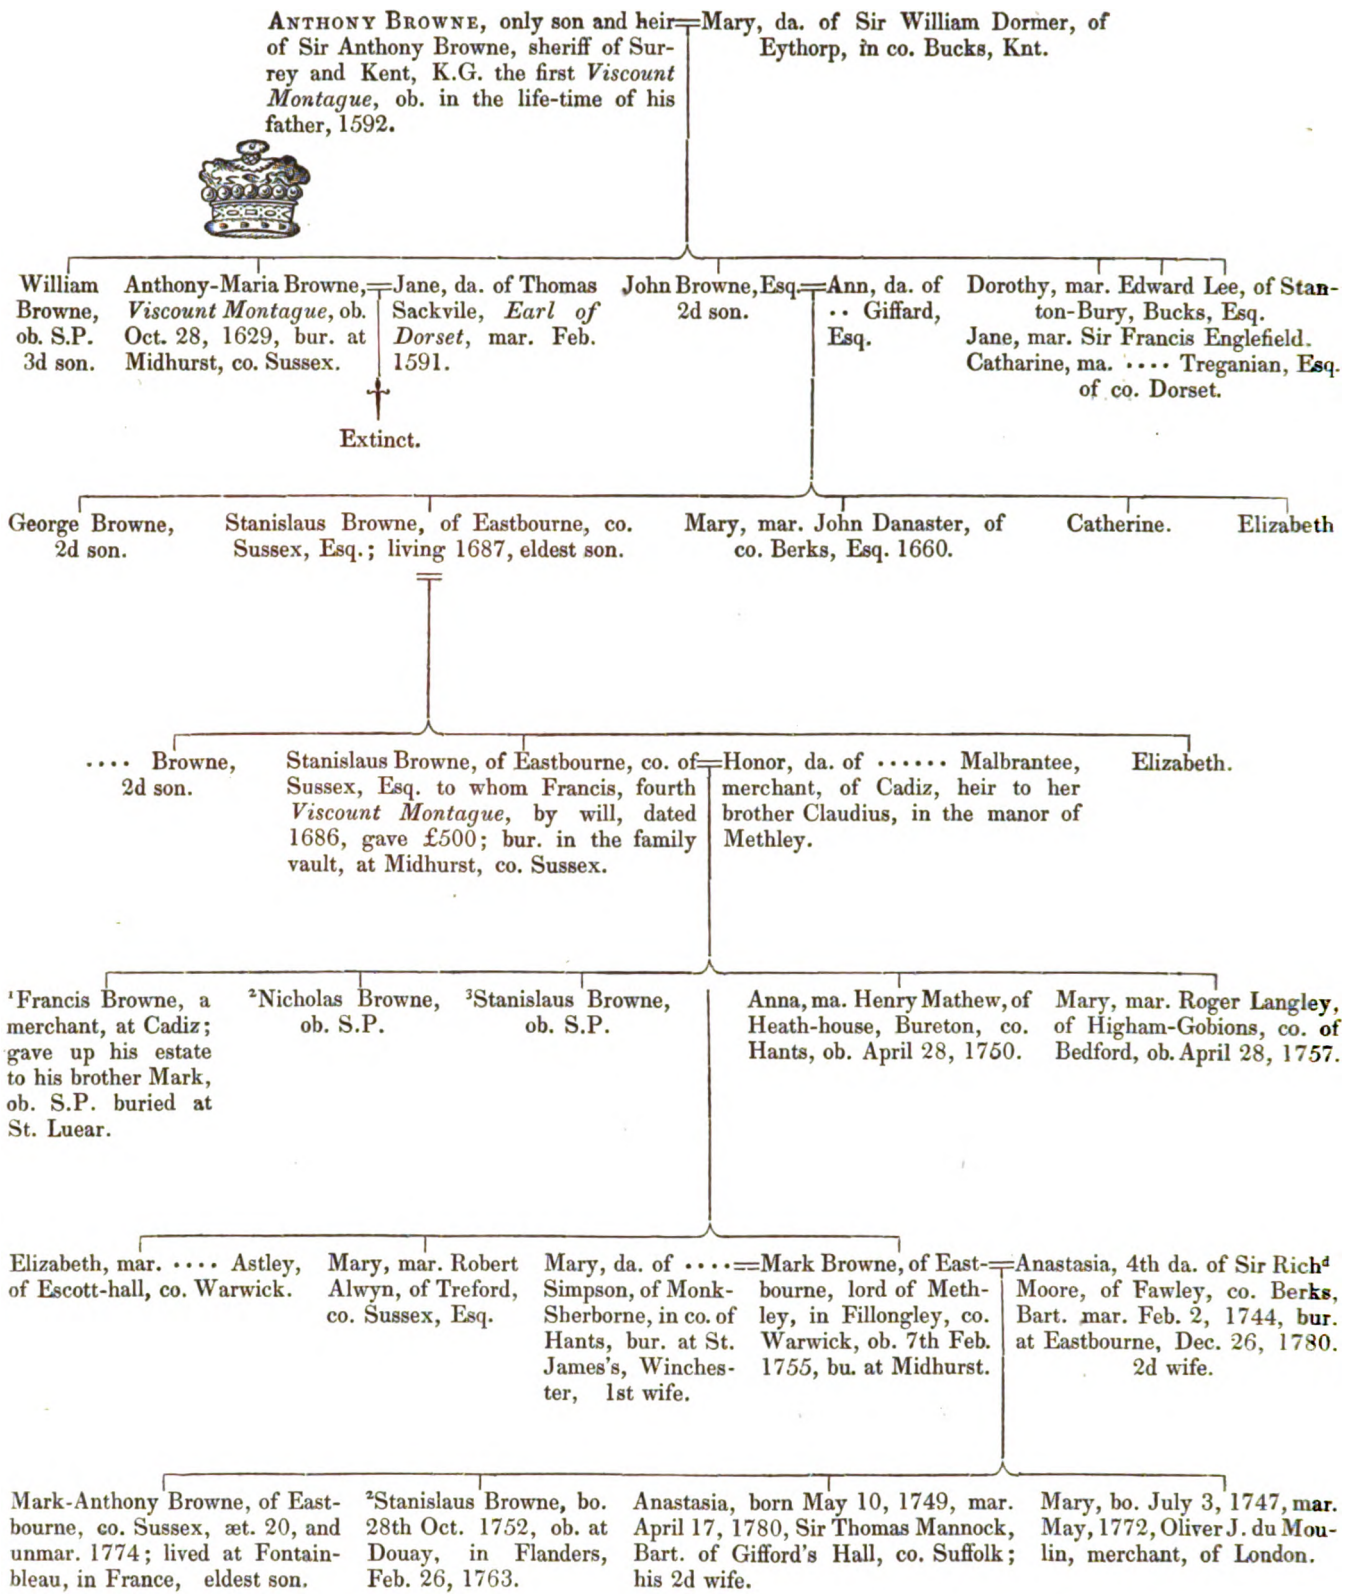 ANTHONY BROWNE, only son and heir
of Sir Anthony Browne, sheriff of Sur-
rey and Kent, K.G. the first Viscount
Montague, ob. in the life-time of his
father, 1592.
Mary, da. of Sir William Dormer, of
Eythorp, in co. Bucks, Knt.
William
Browne,
ob. S.P.
3d son.
Anthony-Maria Browne,
Viscount Montague, ob.
Oct. 28, 1629, bur. at
Midhurst, co. Sussex.
Jane, da. of Thomas
Sackvile, Earl of
Dorset, mar. Feb.
1591.
Extinct.
John Browne, Esq.
2d son.
Ann, da. of
·· Giffard,
Esq.
Dorothy, mar. Edward Lee, of Stan-
ton-Bury, Bucks, Esq.
Jane, mar. Sir Francis Englefield.
Catharine, ma. ···· Treganian, Esq.
of co. Dorset.
George Browne,
2d son.
Stanislaus Browne, of Eastbourne, co.
Sussex, Esq.; living 1687, eldest son.
Mary, mar. John Danaster, of
co. Berks, Esq. 1660.
Catherine.
Elizabeth
···· Browne,
2d son.
Stanislaus Browne, of Eastbourne, co. of
Sussex, Esq. to whom Francis, fourth
Viscount Montague, by will, dated
1686, gave £500; bur. in the family
vault, at Midhurst, co. Sussex.
Honor, da. of ······ Malbrantee,
merchant, of Cadiz, heir to her
brother Claudius, in the manor of
Methley.
Elizabeth.
¹Francis Browne, a
merchant, at Cadiz;
gave up his estate
to his brother Mark,
ob. S.P. buried at
St. Luear.
²Nicholas Browne,
ob. S.P.
³Stanislaus Browne,
ob. S.P.
Anna, ma. Henry Mathew, of
Heath-house, Bureton, co.
Hants, ob. April 28, 1750.
Mary, mar. Roger Langley,
of Higham-Gobions, co. of
Bedford, ob. April 28, 1757.
Elizabeth, mar. ···· Astley,
of Escott-hall, co. Warwick.
Mary, mar. Robert
Alwyn, of Treford,
co. Sussex, Esq.
Mary, da. of ····
Simpson, of Monk-
Sherborne, in co. of
Hants, bur. at St.
James's, Winches-
ter, 1st wife.
Mark Browne, of East-
bourne, lord of Meth-
ley, in Fillongley, co.
Warwick, ob. 7th Feb.
1755, bu. at Midhurst.
Anastasia, 4th da. of Sir Richᵈ
Moore, of Fawley, co. Berks,
Bart. mar. Feb. 2, 1744, bur.
at Eastbourne, Dec. 26, 1780.
2d wife.
Mark-Anthony Browne, of East-
bourne, co. Sussex, æt. 20, and
unmar. 1774; lived at Fontain-
bleau, in France, eldest son.
²Stanislaus Browne, bo.
28th Oct. 1752, ob. at
Douay, in Flanders,
Feb. 26, 1763.
Anastasia, born May 10, 1749, mar.
April 17, 1780, Sir Thomas Mannock,
Bart. of Gifford's Hall, co. Suffolk;
his 2d wife.
Mary, bo. July 3, 1747, mar.
May, 1772, Oliver J. du Mou-
lin, merchant, of London.